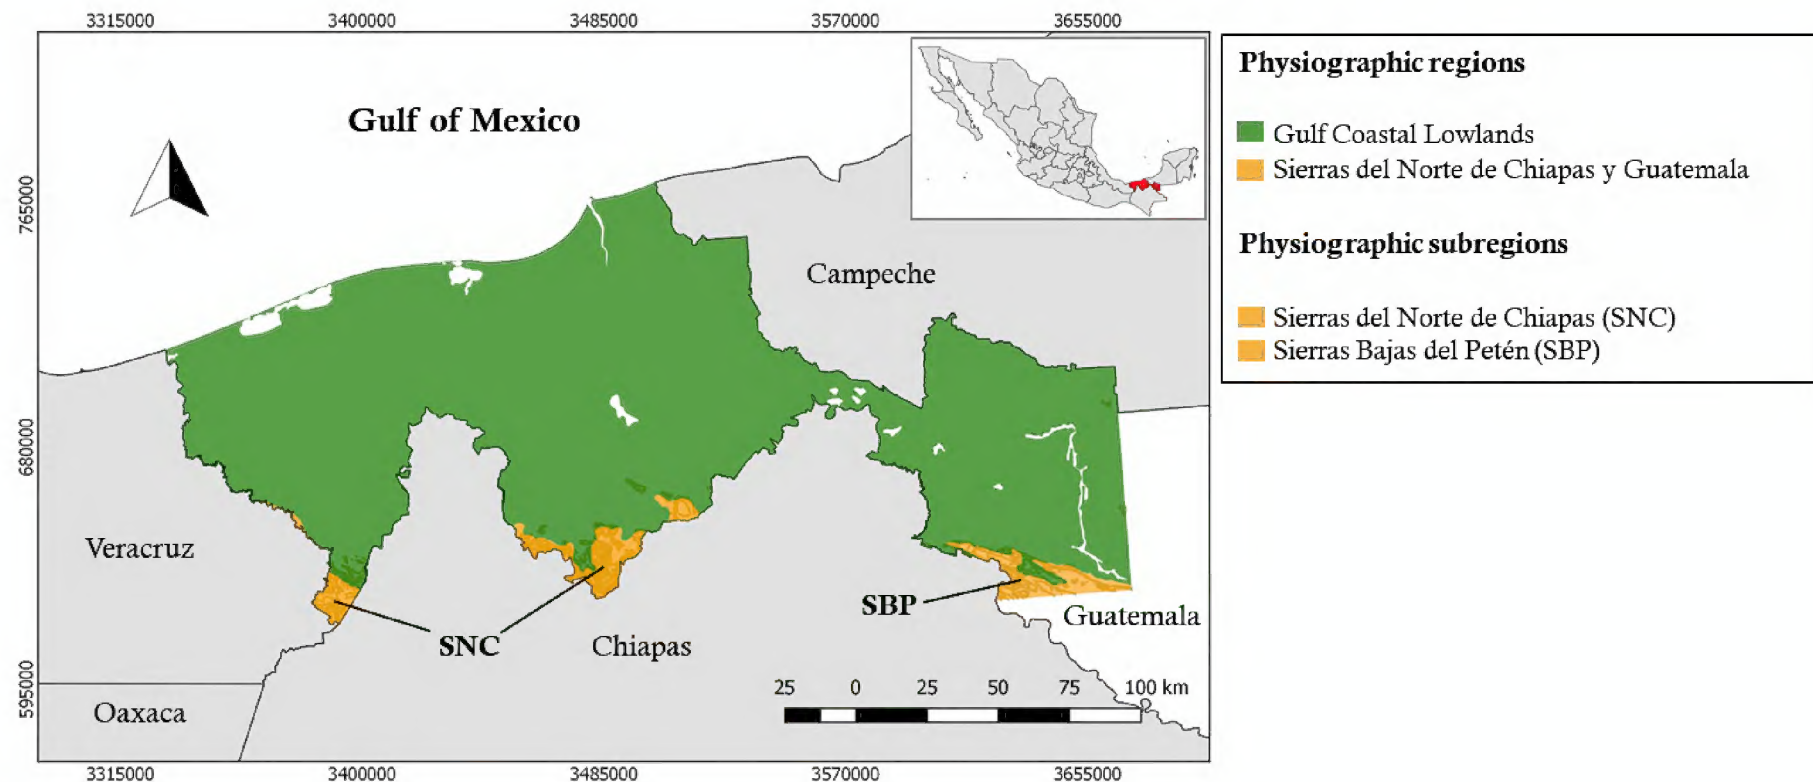 3315000 3400000 3485000 3570000 3655000
Gulf of Mexico
765000
680000
595000
Campeche
Veracruz
SNC
Chiapas
SBP
Guatemala
Oaxaca
25 0 25 50 75 100 km
3315000 3400000 3485000 3570000 3655000
Physiographic regions
Gulf Coastal Lowlands
Sierras del Norte de Chiapas y Guatemala
Physiographic subregions
Sierras del Norte de Chiapas (SNC)
Sierras Bajas del Petén (SBP)